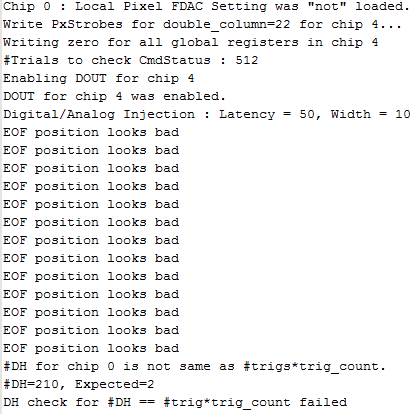 Chip 0 : Local Pixel FDAC Setting was "not" loaded.
Write PxStrobes for double_column=22 for chip 4...
Writing zero for all global registers in chip 4
#Trials to check CmdStatus : 512
Enabling DOUT for chip 4
DOUT for chip 4 was enabled.
Digital/Analog Injection : Latency = 50, Width = 10
EOF position looks bad
EOF position looks bad
EOF position looks bad
EOF position looks bad
EOF position looks bad
EOF position looks bad
EOF position looks bad
EOF position looks bad
EOF position looks bad
EOF position looks bad
EOF position looks bad
EOF position looks bad
EOF position looks bad
#DH for chip 0 is not same as #trigs*trig_count.
#DH=210, Expected=2
DH check for #DH == #trig*trig_count failed